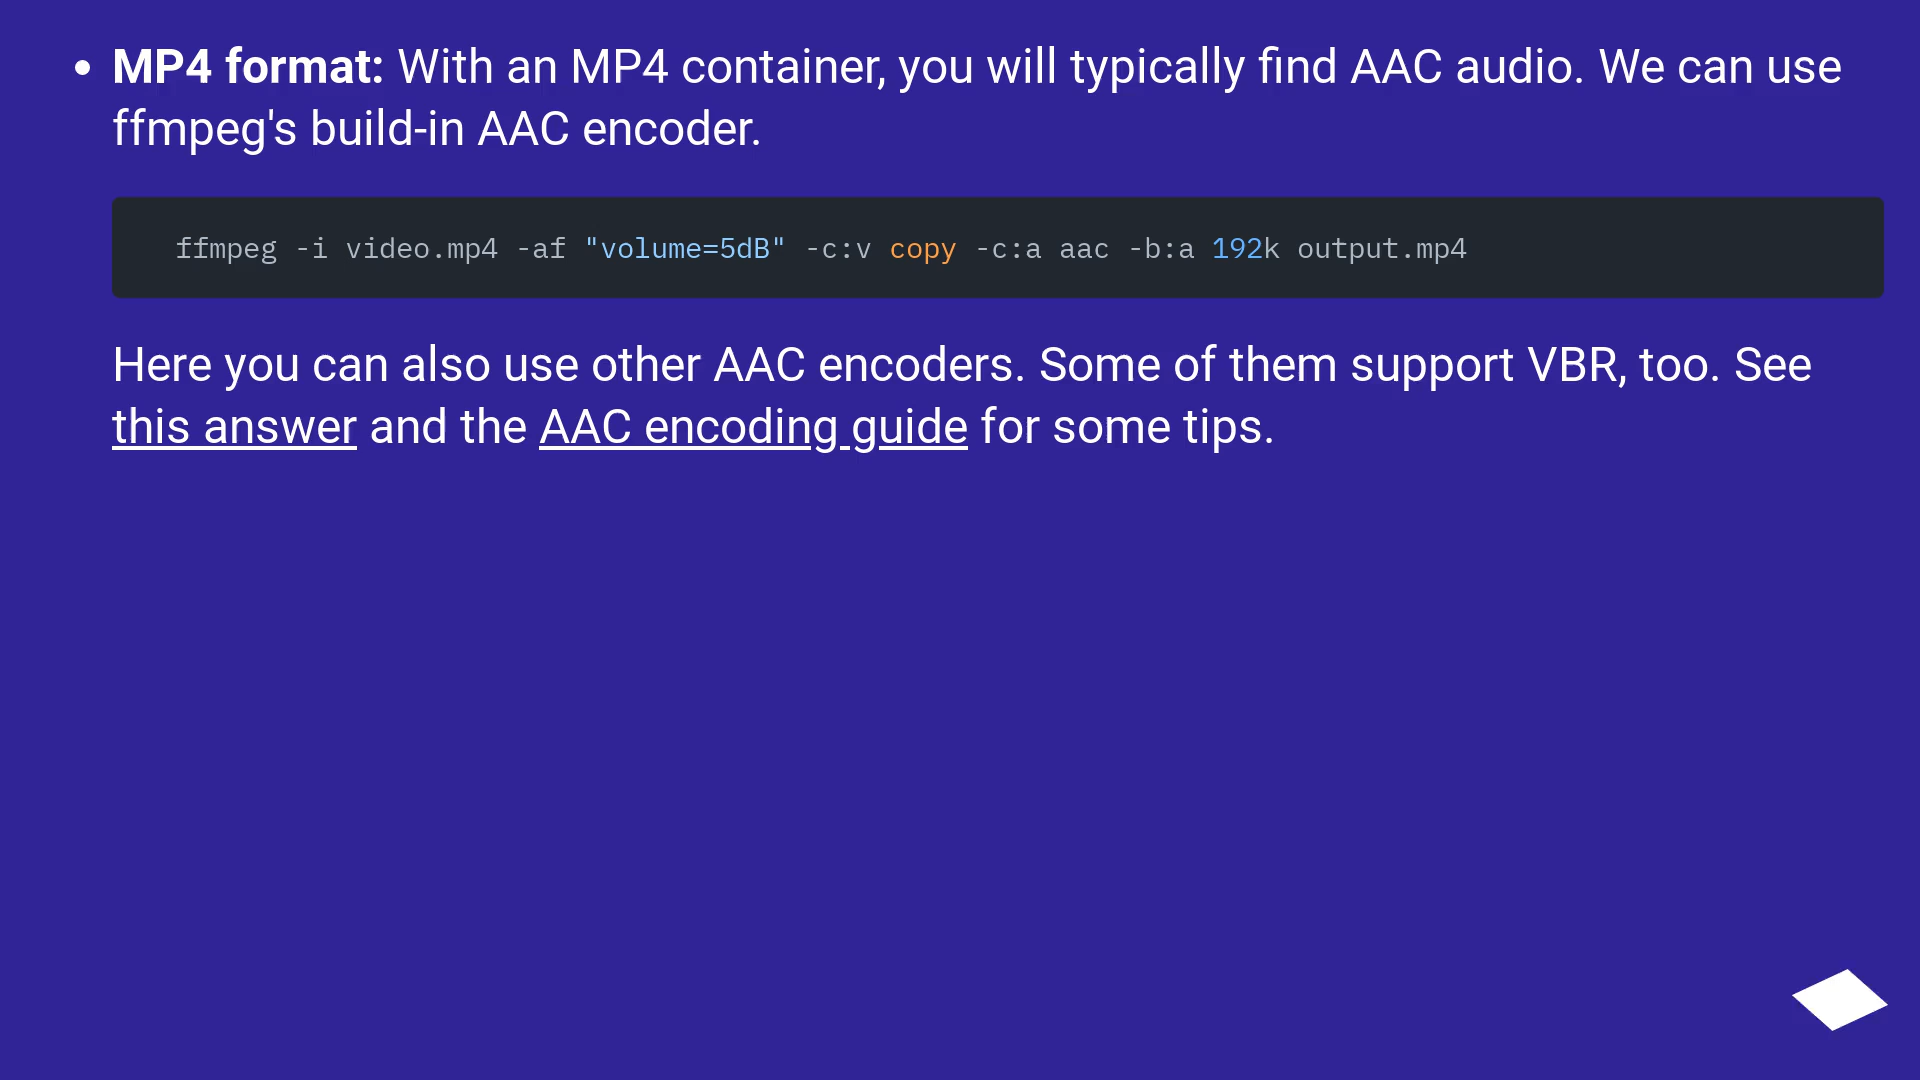 • MP4 format: With an MP4 container, you will typically find AAC audio. We can use
ffmpeg's build-in AAC encoder.
ffmpeg -i video.mp4 -af "volume=5dB" -c:v copy -c:a aac -b:a 192k output.mp4
Here you can also use other AAC encoders. Some of them support VBR, too. See
this answer and the AAC encoding guide for some tips.